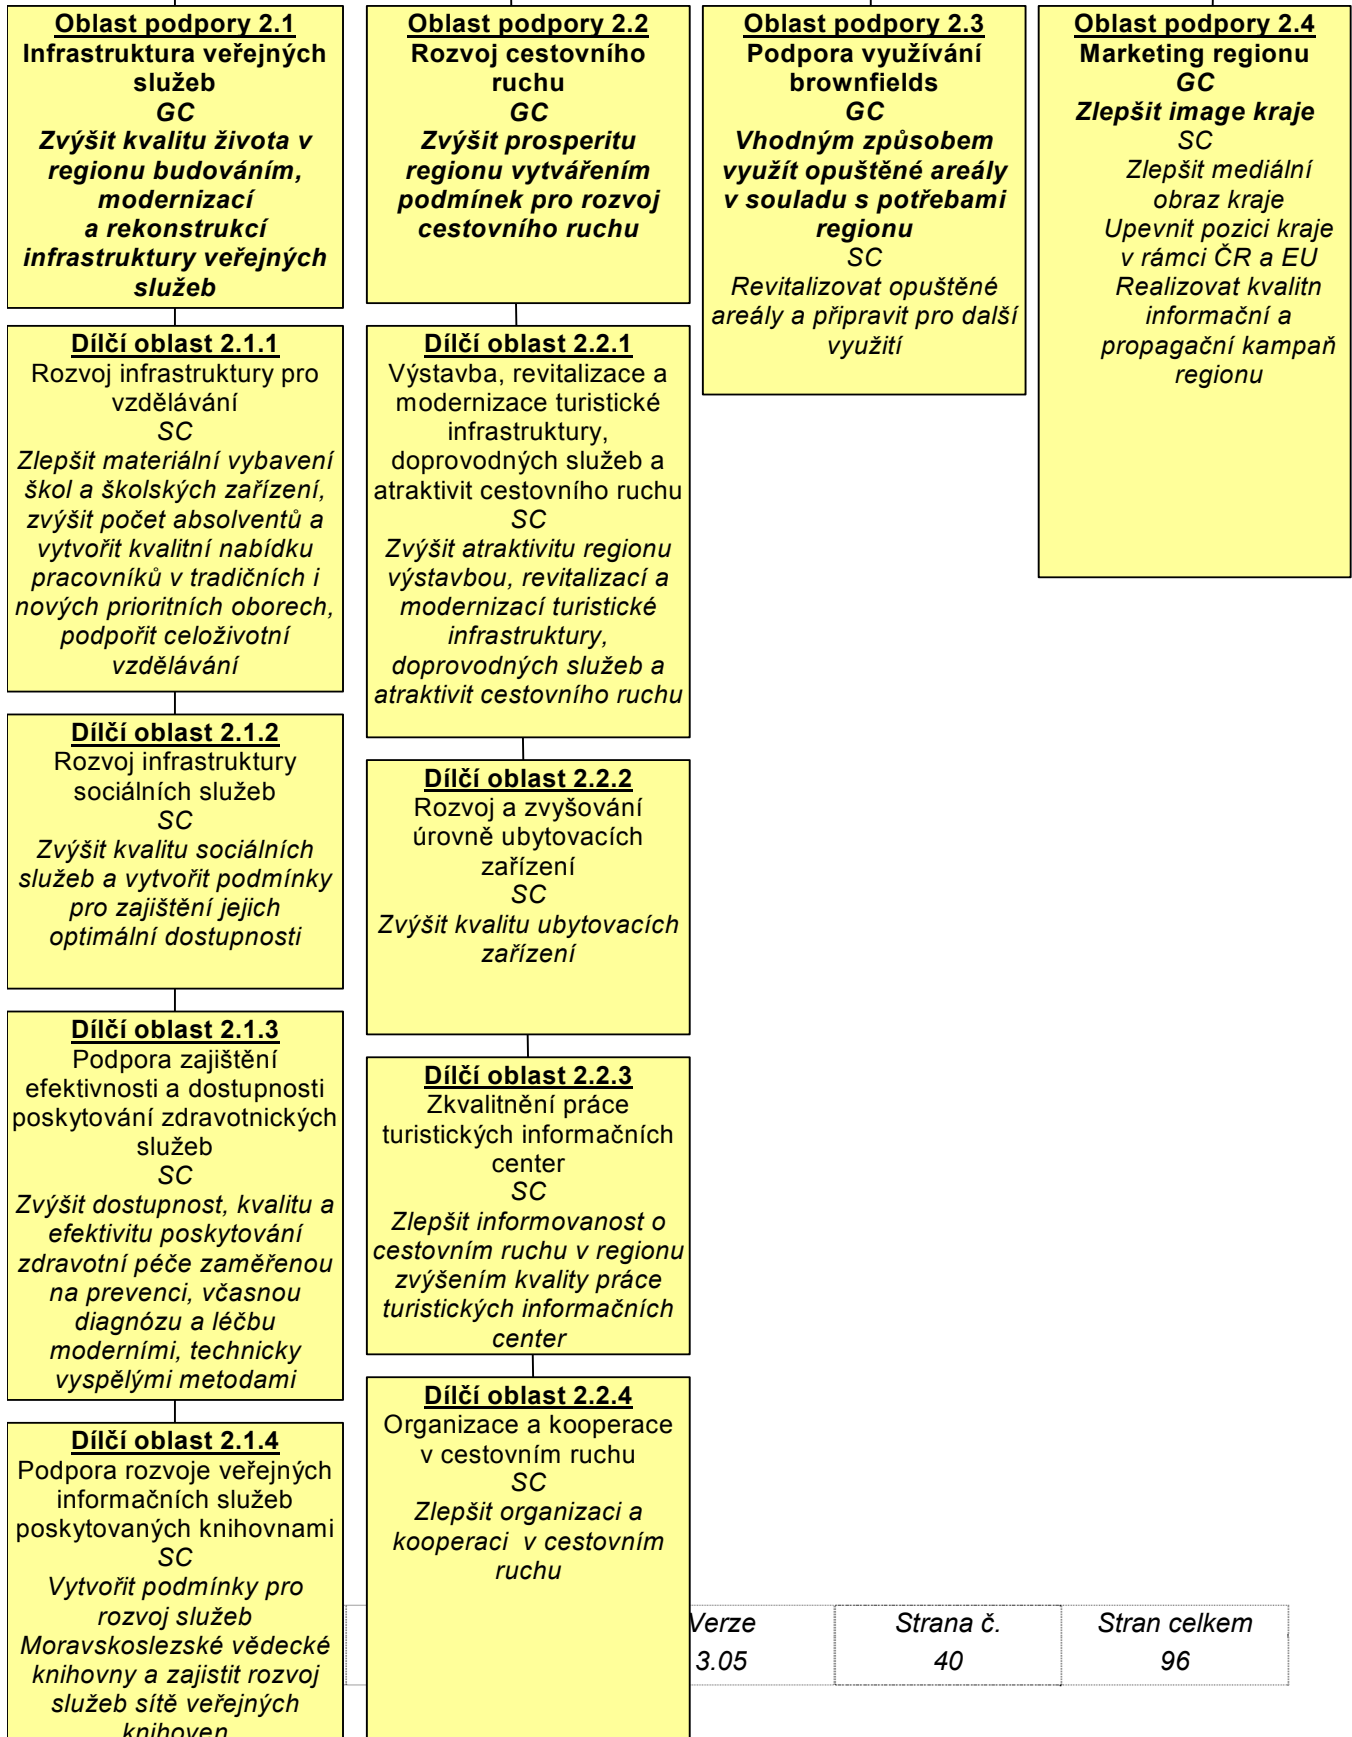 Oblast podpory 2.1
Infrastruktura veřejných
služeb
GC
Zvýšit kvalitu života v
regionu budováním,
modernizací
a rekonstrukcí
infrastruktury veřejných
služeb
Dílčí oblast 2.1.1
Rozvoj infrastruktury pro
vzdělávání
SC
Zlepšit materiální vybavení
škol a školských zařízení,
zvýšit počet absolventů a
vytvořit kvalitní nabídku
pracovníků v tradičních i
nových prioritních oborech,
podpořit celoživotní
vzdělávání
Dílčí oblast 2.1.2
Rozvoj infrastruktury
sociálních služeb
SC
Zvýšit kvalitu sociálních
služeb a vytvořit podmínky
pro zajištění jejich
optimální dostupnosti
Dílčí oblast 2.1.3
Podpora zajištění
efektivnosti a dostupnosti
poskytování zdravotnických
služeb
SC
Zvýšit dostupnost, kvalitu a
efektivitu poskytování
zdravotní péče zaměřenou
na prevenci, včasnou
diagnózu a léčbu
moderními, technicky
vyspělými metodami
Dílčí oblast 2.1.4
Podpora rozvoje veřejných
informačních služeb
poskytovaných knihovnami
SC
Vytvořit podmínky pro
rozvoj služeb
Moravskoslezské vědecké
knihovny a zajistit rozvoj
služeb sítě veřejných
knihoven
Oblast podpory 2.2
Rozvoj cestovního
ruchu
GC
Zvýšit prosperitu
regionu vytvářením
podmínek pro rozvoj
cestovního ruchu
Dílčí oblast 2.2.1
Výstavba, revitalizace a
modernizace turistické
infrastruktury,
doprovodných služeb a
atraktivit cestovního ruchu
SC
Zvýšit atraktivitu regionu
výstavbou, revitalizací a
modernizací turistické
infrastruktury,
doprovodných služeb a
atraktivit cestovního ruchu
Dílčí oblast 2.2.2
Rozvoj a zvyšování
úrovně ubytovacích
zařízení
SC
Zvýšit kvalitu ubytovacích
zařízení
Dílčí oblast 2.2.3
Zkvalitnění práce
turistických informačních
center
SC
Zlepšit informovanost o
cestovním ruchu v regionu
zvýšením kvality práce
turistických informačních
center
Dílčí oblast 2.2.4
Organizace a kooperace
v cestovním ruchu
SC
Zlepšit organizaci a
kooperaci v cestovním
ruchu
Oblast podpory 2.3
Podpora využívání
brownfields
GC
Vhodným způsobem
využít opuštěné areály
v souladu s potřebami
regionu
SC
Revitalizovat opuštěné
areály a připravit pro další
využití
Oblast podpory 2.4
Marketing regionu
GC
Zlepšit image kraje
SC
Zlepšit mediální
obraz kraje
Upevnit pozici kraje
v rámci ČR a EU
Realizovat kvalitn
informační a
propagační kampaň
regionu
Verze Strana č. Stran celkem
3.05 40 96